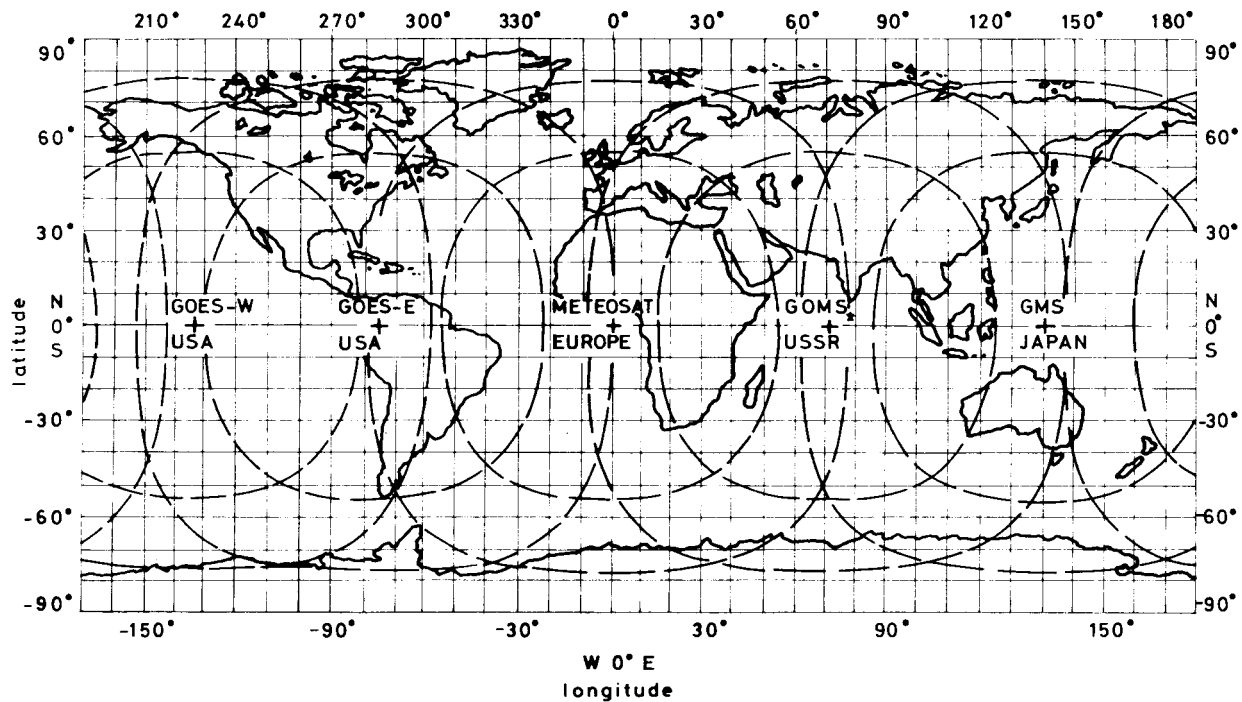 210° 240° 270° 300° 330° 0° 30° 60° 90° 120° 150° 180°
90° 90°
60° 60°
30° 30°
N GOES-W GOES-E METEOSAT GOMS* GMS N
0° 0°
S USA USA EUROPE USSR JAPAN S
latitude
-30° -30°
-60° -60°
-90° -90°
-150° -90° -30° 30° 90° 150°
W 0° E
longitude